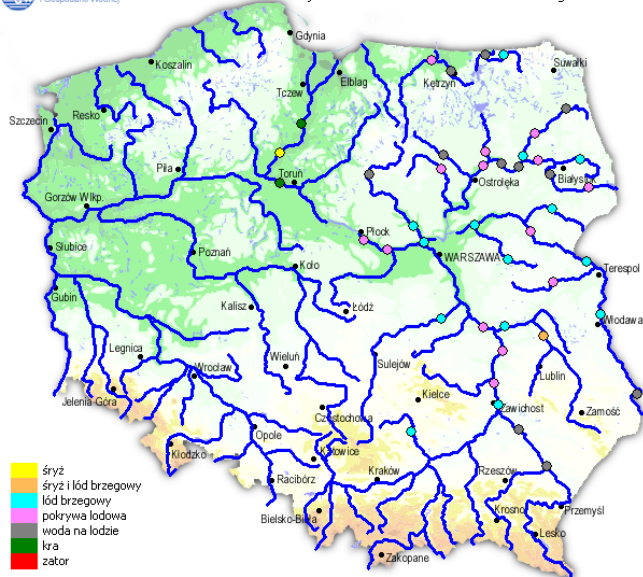 i Gospodarki Wodnej
Gdynia
Koszalin
Suwałki
Elbląg
Kętrzyn
Tczew
Resko
Szczecin
Piła
Toruń
Ostrołęka
Białystok
Gorzów Wlkp.
Płock
Słubice
Poznań
WARSZAWA
Koło
Terespol
Gubin
Kalisz
Łódź
Włodawa
Legnica
Wrocław
Wieluń
Sulejów
Lublin
Jelenia Góra
Kielce
Zawichost
Zamość
Częstochowa
Opole
Kłodzko
Katowice
śryż
śryż i lód brzegowy
lód brzegowy
pokrywa lodowa
woda na lodzie
kra
zator
Racibórz
Kraków
Rzeszów
Bielsko-Biała
Krosno
Przemyśl
Lesko
Zakopane